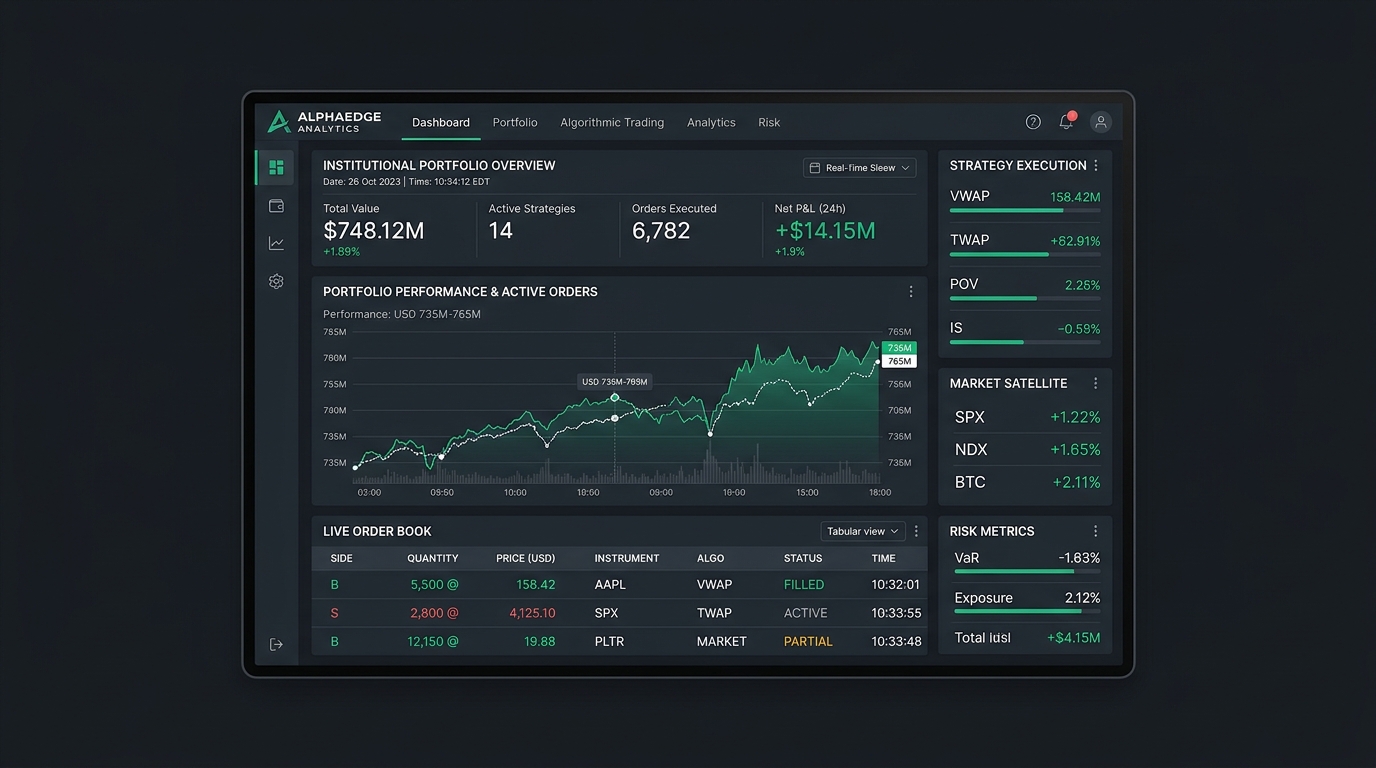 ALPHAEDGE
ANALYTICS
Dashboard
Portfolio
Algorithmic Trading
Analytics
Risk
INSTITUTIONAL PORTFOLIO OVERVIEW
Date: 26 Oct 2023 | Tims: 10:34:12 EDT
Real-Time Sleew
Total Value
$748.12M
+1.89%
Active Strategies
14
Orders Executed
6,782
Net P&L (24h)
+$14.15M
+1.9%
PORTFOLIO PERFORMANCE & ACTIVE ORDERS
Performance: USD 735M-765M
785M
780M
755M
780M
735M
735M
USD 736M-769M
765M
735M
765M
756M
705M
736M
735M
03:00
09:50
10:00
10:60
09:00
10:00
15:00
18:00
LIVE ORDER BOOK
Tabular view
SIDE QUANTITY PRICE (USD) INSTRUMENT ALGO STATUS TIME
B 5,500 @ 158.42 AAPL VWAP FILLED 10:32:01
S 2,800 @ 4,125.10 SPX TWAP ACTIVE 10:33:55
B 12,150 @ 19.88 PLTR MARKET PARTIAL 10:33:48
STRATEGY EXECUTION
VWAP 158.42M
TWAP +62.91%
POV 2.26%
IS -0.59%
MARKET SATELLITE
SPX +1.22%
NDX +1.65%
BTC +2.11%
RISK METRICS
VaR -1.83%
Exposure 2.12%
Total +$4.15M